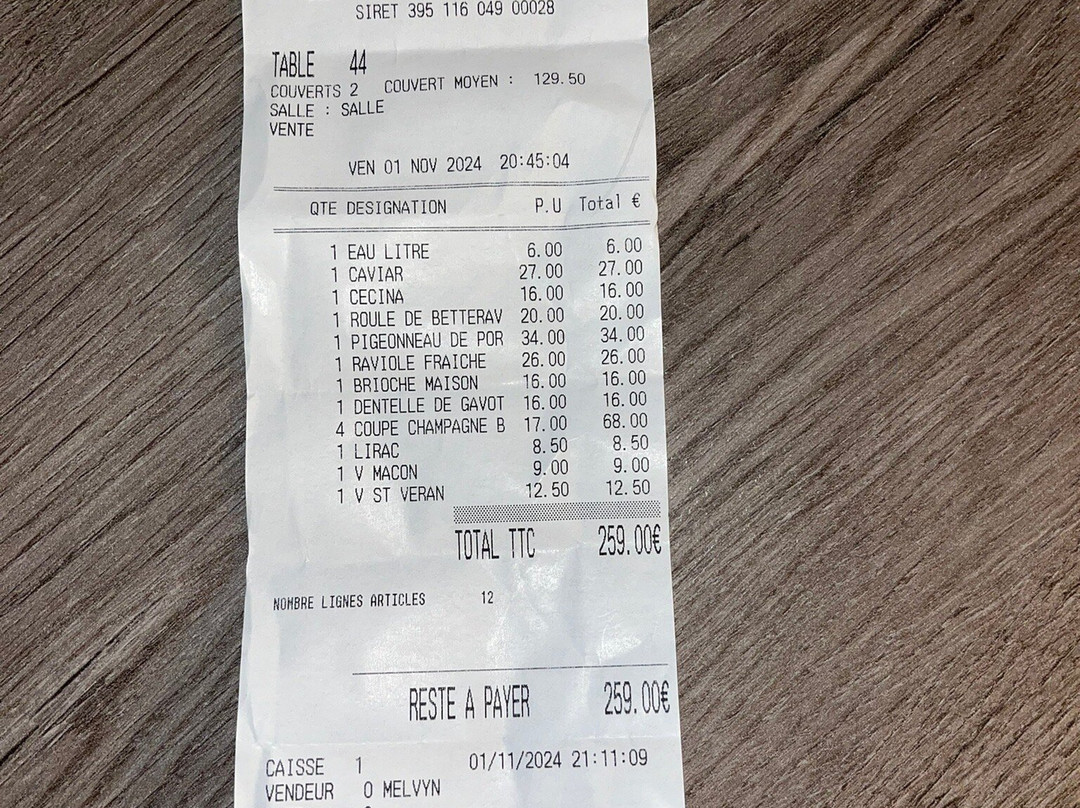 SIRET 395 116 049 00028
TABLE 44
COUVERTS 2 COUVERT MOYEN : 129.50
SALLE : SALLE
VENTE
VEN 01 NOV 2024 20:45:04
QTE DESIGNATION P.U Total €
1 EAU LITRE 6.00 6.00
1 CAVIAR 27.00 27.00
1 CECINA 16.00 16.00
1 ROULE DE BETTERAV 20.00 20.00
1 PIGEONNEAU DE POR 34.00 34.00
1 RAVIOLE FRAICHE 26.00 26.00
1 BRIOCHE MAISON 16.00 16.00
1 DENTELLE DE GAVOT 16.00 16.00
4 COUPE CHAMPAGNE B 17.00 68.00
1 LIRAC 8.50 8.50
1 V MACON 9.00 9.00
1 V ST VERAN 12.50 12.50
TOTAL TTC 259.00€
NOMBRE LIGNES ARTICLES 12
RESTE A PAYER 259.00€
CAISSE 1 01/11/2024 21:11:09
VENDEUR 0 MELVYN